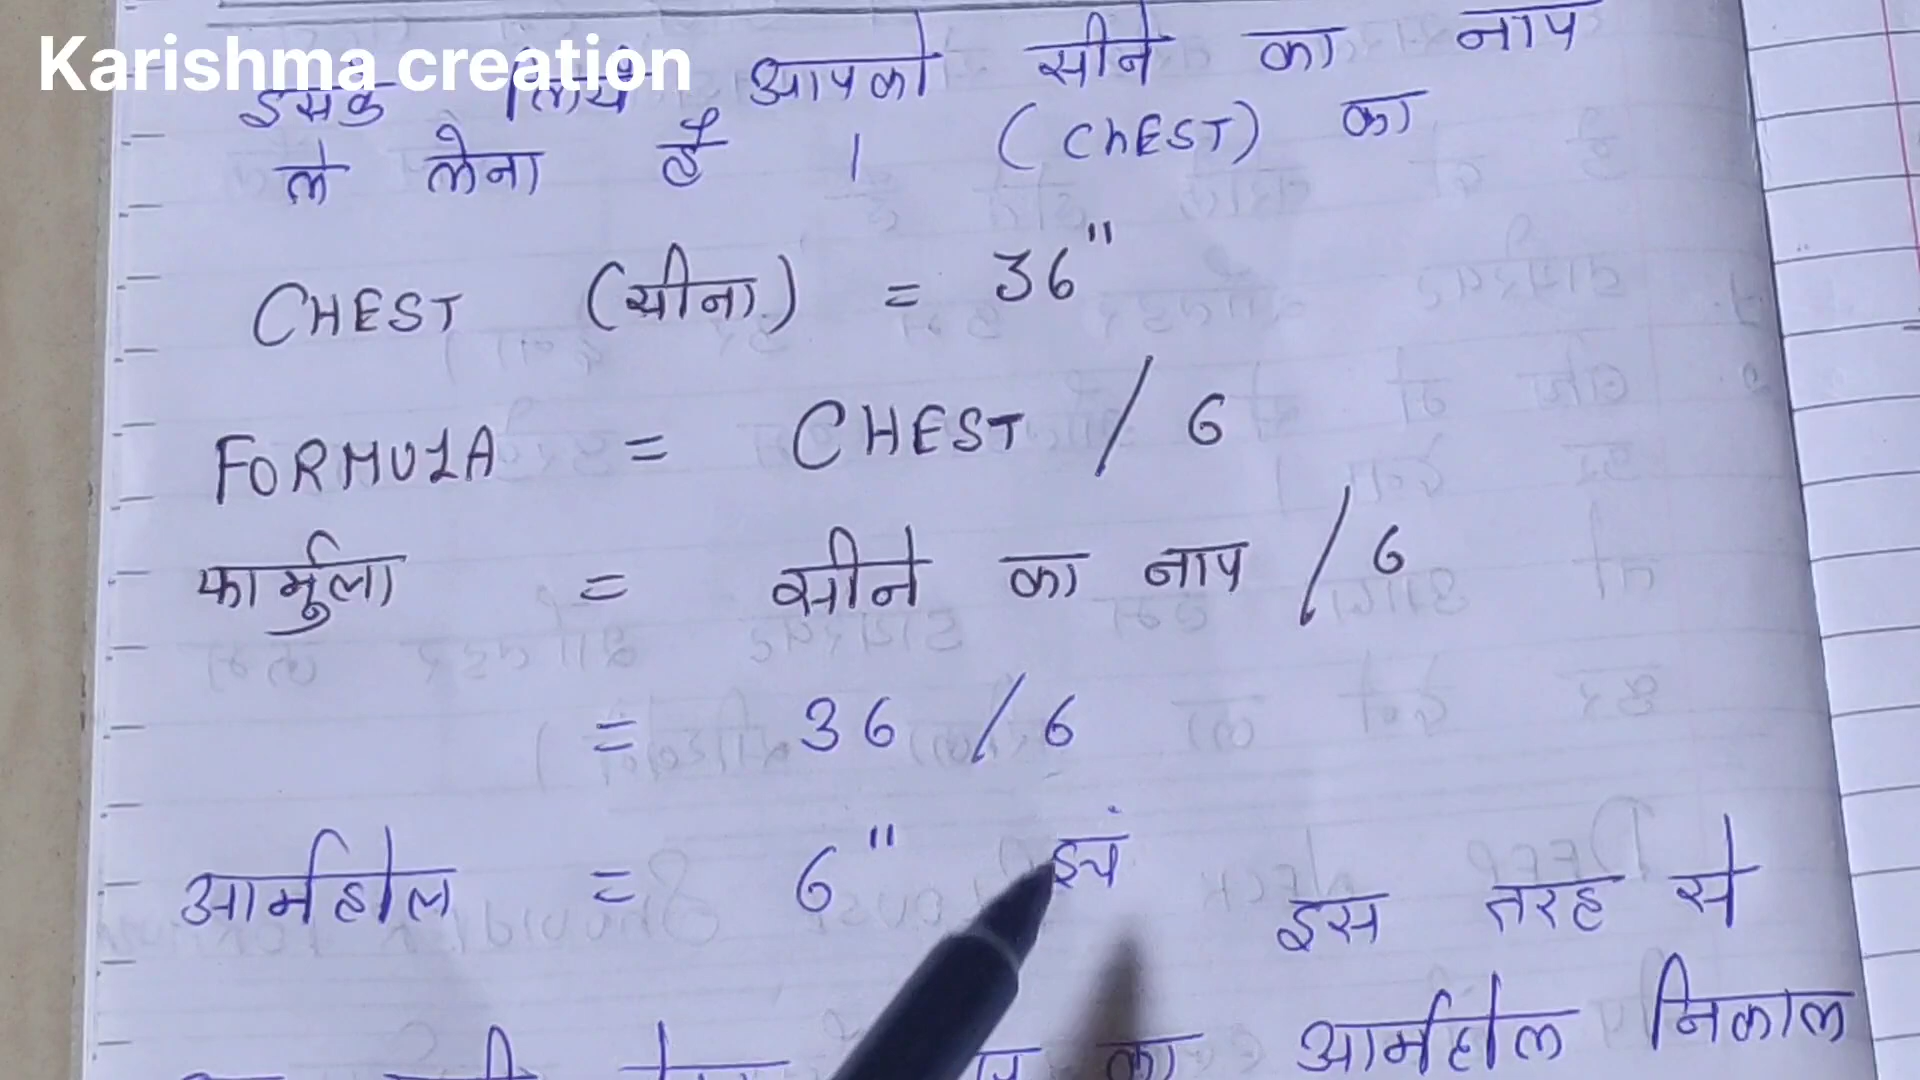 Karishma creation
इसके लिये आपको सीने का नाप
ले लेना है । (CHEST) का
CHEST (सीना) = 36"
FORMULA = CHEST / 6
फार्मुला = सीने का नाप / 6
= 36 / 6
आर्महोल = 6" इचं इस तरह से
का आर्महोल निकाल